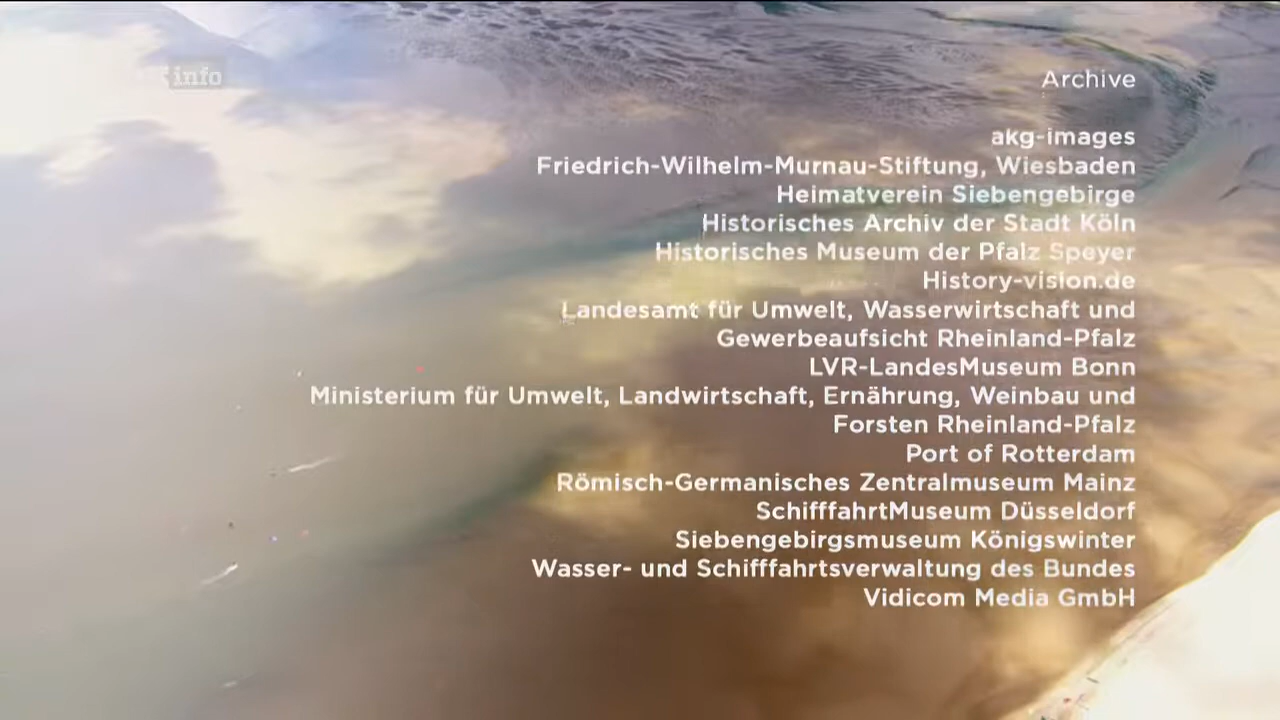 info
Archive
akg-images
Friedrich-Wilhelm-Murnau-Stiftung, Wiesbaden
Heimatverein Siebengebirge
Historisches Archiv der Stadt Köln
Historisches Museum der Pfalz Speyer
History-vision.de
Landesamt für Umwelt, Wasserwirtschaft und
Gewerbeaufsicht Rheinland-Pfalz
LVR-LandesMuseum Bonn
Ministerium für Umwelt, Landwirtschaft, Ernährung, Weinbau und
Forsten Rheinland-Pfalz
Port of Rotterdam
Römisch-Germanisches Zentralmuseum Mainz
SchifffahrtMuseum Düsseldorf
Siebengebirgsmuseum Königswinter
Wasser- und Schifffahrtsverwaltung des Bundes
Vidicom Media GmbH